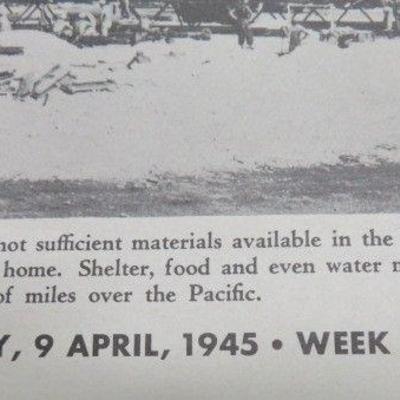 not sufficient materials available in the
home. Shelter, food and even water
of miles over the Pacific.
, 9 APRIL, 1945 • WEEK